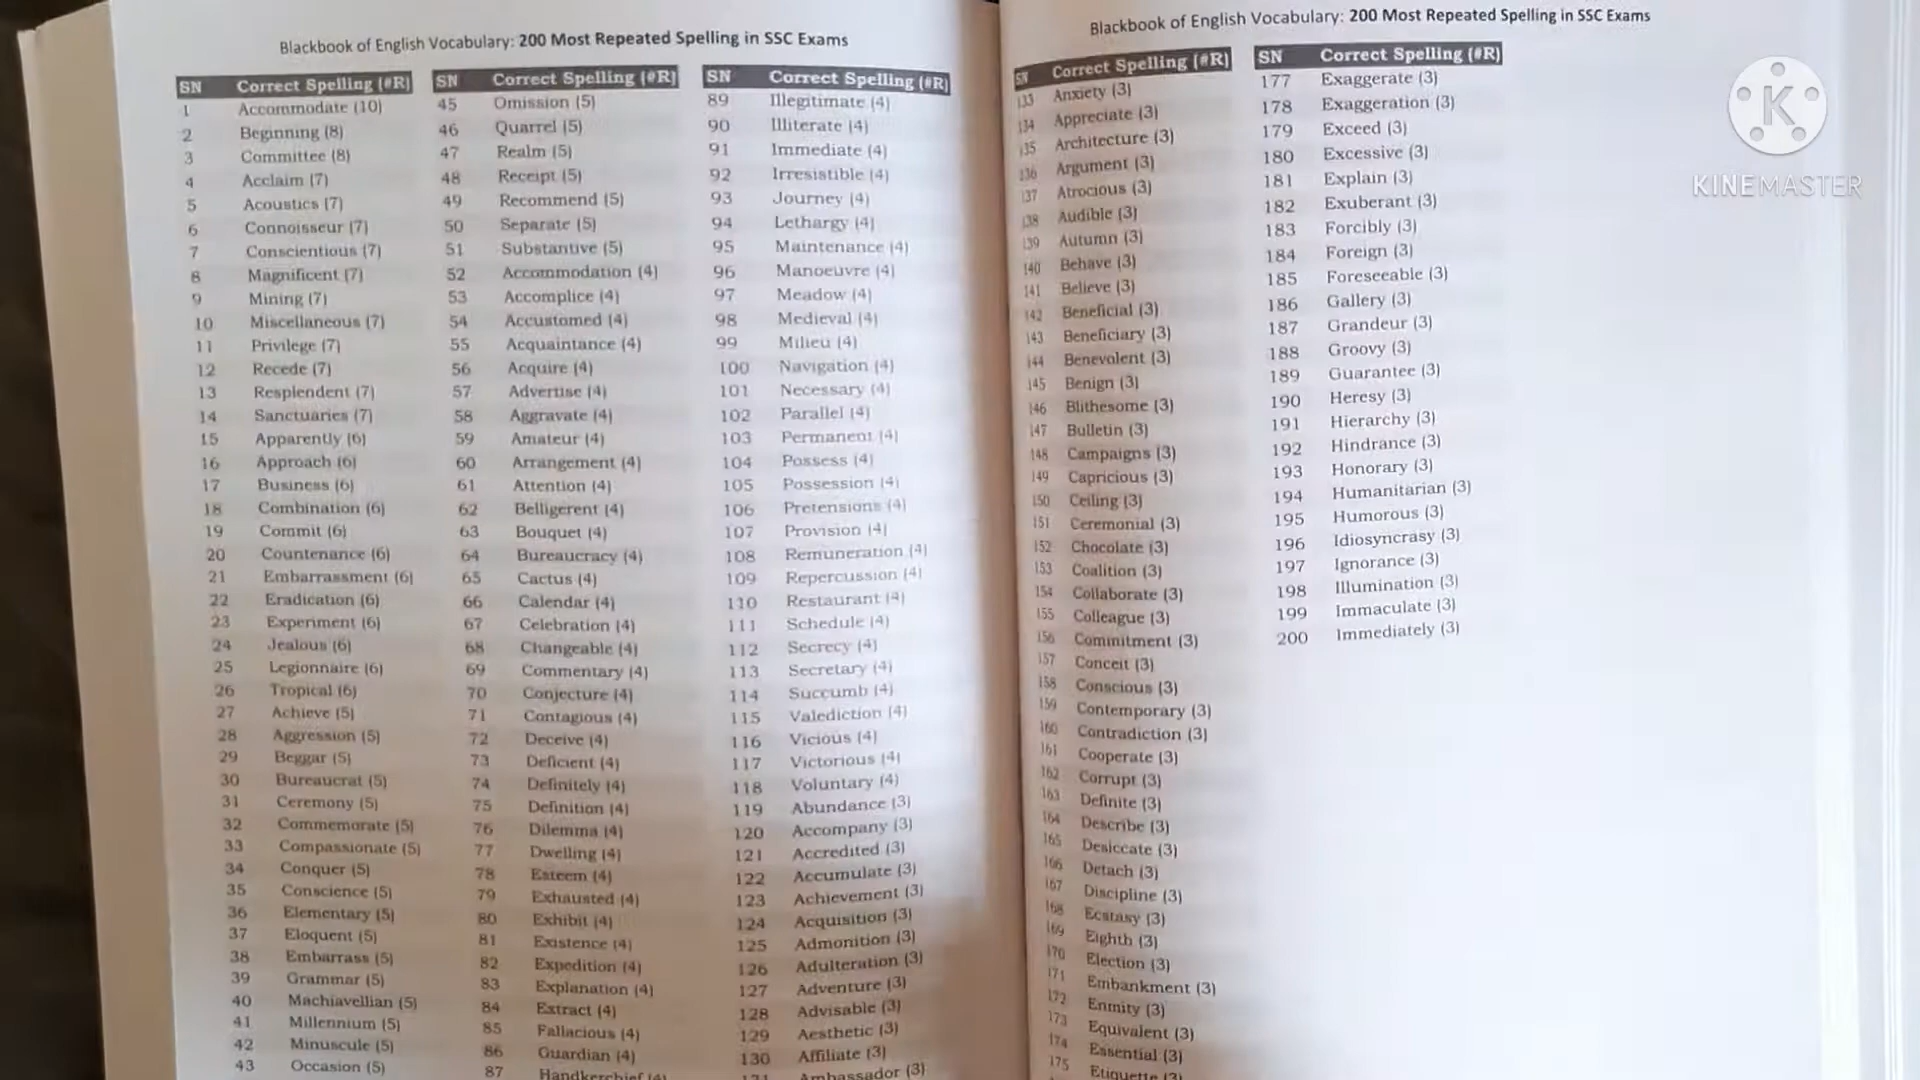 Blackbook of English Vocabulary: 200 Most Repeated Spelling in SSC Exams
SN Correct Spelling (#R)
1 Accommodate (10)
2 Beginning (8)
3 Committee (8)
4 Acclaim (7)
5 Acoustics (7)
6 Connoisseur (7)
7 Conscientious (7)
8 Magnificent (7)
9 Mining (7)
10 Miscellaneous (7)
11 Privilege (7)
12 Recede (7)
13 Resplendent (7)
14 Sanctuaries (7)
15 Apparently (6)
16 Approach (6)
17 Business (6)
18 Combination (6)
19 Commit (6)
20 Countenance (6)
21 Embarrassment (6)
22 Eradication (6)
23 Experiment (6)
24 Jealous (6)
25 Legionnaire (6)
26 Tropical (6)
27 Achieve (5)
28 Aggression (5)
29 Beggar (5)
30 Bureaucrat (5)
31 Ceremony (5)
32 Commemorate (5)
33 Compassionate (5)
34 Conquer (5)
35 Conscience (5)
36 Elementary (5)
37 Eloquent (5)
38 Embarrass (5)
39 Grammar (5)
40 Machiavellian (5)
41 Millennium (5)
42 Minuscule (5)
43 Occasion (5)
SN Correct Spelling (#R)
45 Omission (5)
46 Quarrel (5)
47 Realm (5)
48 Receipt (5)
49 Recommend (5)
50 Separate (5)
51 Substantive (5)
52 Accommodation (4)
53 Accomplice (4)
54 Accustomed (4)
55 Acquaintance (4)
56 Acquire (4)
57 Advertise (4)
58 Aggravate (4)
59 Amateur (4)
60 Arrangement (4)
61 Attention (4)
62 Belligerent (4)
63 Bouquet (4)
64 Bureaucracy (4)
65 Cactus (4)
66 Calendar (4)
67 Celebration (4)
68 Changeable (4)
69 Commentary (4)
70 Conjecture (4)
71 Contagious (4)
72 Deceive (4)
73 Deficient (4)
74 Definitely (4)
75 Definition (4)
76 Dilemma (4)
77 Dwelling (4)
78 Esteem (4)
79 Exhausted (4)
80 Exhibit (4)
81 Existence (4)
82 Expedition (4)
83 Explanation (4)
84 Extract (4)
85 Fallacious (4)
86 Guardian (4)
87 Handkerchief (4)
SN Correct Spelling (#R)
89 Illegitimate (4)
90 Illiterate (4)
91 Immediate (4)
92 Irresistible (4)
93 Journey (4)
94 Lethargy (4)
95 Maintenance (4)
96 Manoeuvre (4)
97 Meadow (4)
98 Medieval (4)
99 Milieu (4)
100 Navigation (4)
101 Necessary (4)
102 Parallel (4)
103 Permanent (4)
104 Possess (4)
105 Possession (4)
106 Pretensions (4)
107 Provision (4)
108 Remuneration (4)
109 Repercussion (4)
110 Restaurant (4)
111 Schedule (4)
112 Secrecy (4)
113 Secretary (4)
114 Succumb (4)
115 Valediction (4)
116 Vicious (4)
117 Victorious (4)
118 Voluntary (4)
119 Abundance (3)
120 Accompany (3)
121 Accredited (3)
122 Accumulate (3)
123 Achievement (3)
124 Acquisition (3)
125 Admonition (3)
126 Adulteration (3)
127 Adventure (3)
128 Advisable (3)
129 Aesthetic (3)
130 Affiliate (3)
131 Ambassador (3)
Blackbook of English Vocabulary: 200 Most Repeated Spelling in SSC Exams
SN Correct Spelling (#R)
133 Anxiety (3)
134 Appreciate (3)
135 Architecture (3)
136 Argument (3)
137 Atrocious (3)
138 Audible (3)
139 Autumn (3)
140 Behave (3)
141 Believe (3)
142 Beneficial (3)
143 Beneficiary (3)
144 Benevolent (3)
145 Benign (3)
146 Blithesome (3)
147 Bulletin (3)
148 Campaigns (3)
149 Capricious (3)
150 Ceiling (3)
151 Ceremonial (3)
152 Chocolate (3)
153 Coalition (3)
154 Collaborate (3)
155 Colleague (3)
156 Commitment (3)
157 Conceit (3)
158 Conscious (3)
159 Contemporary (3)
160 Contradiction (3)
161 Cooperate (3)
162 Corrupt (3)
163 Definite (3)
164 Describe (3)
165 Desiccate (3)
166 Detach (3)
167 Discipline (3)
168 Ecstasy (3)
169 Eighth (3)
170 Election (3)
171 Embankment (3)
172 Enmity (3)
173 Equivalent (3)
174 Essential (3)
175 Etiquette (3)
SN Correct Spelling (#R)
177 Exaggerate (3)
178 Exaggeration (3)
179 Exceed (3)
180 Excessive (3)
181 Explain (3)
182 Exuberant (3)
183 Forcibly (3)
184 Foreign (3)
185 Foreseeable (3)
186 Gallery (3)
187 Grandeur (3)
188 Groovy (3)
189 Guarantee (3)
190 Heresy (3)
191 Hierarchy (3)
192 Hindrance (3)
193 Honorary (3)
194 Humanitarian (3)
195 Humorous (3)
196 Idiosyncrasy (3)
197 Ignorance (3)
198 Illumination (3)
199 Immaculate (3)
200 Immediately (3)
K
KINEMASTER